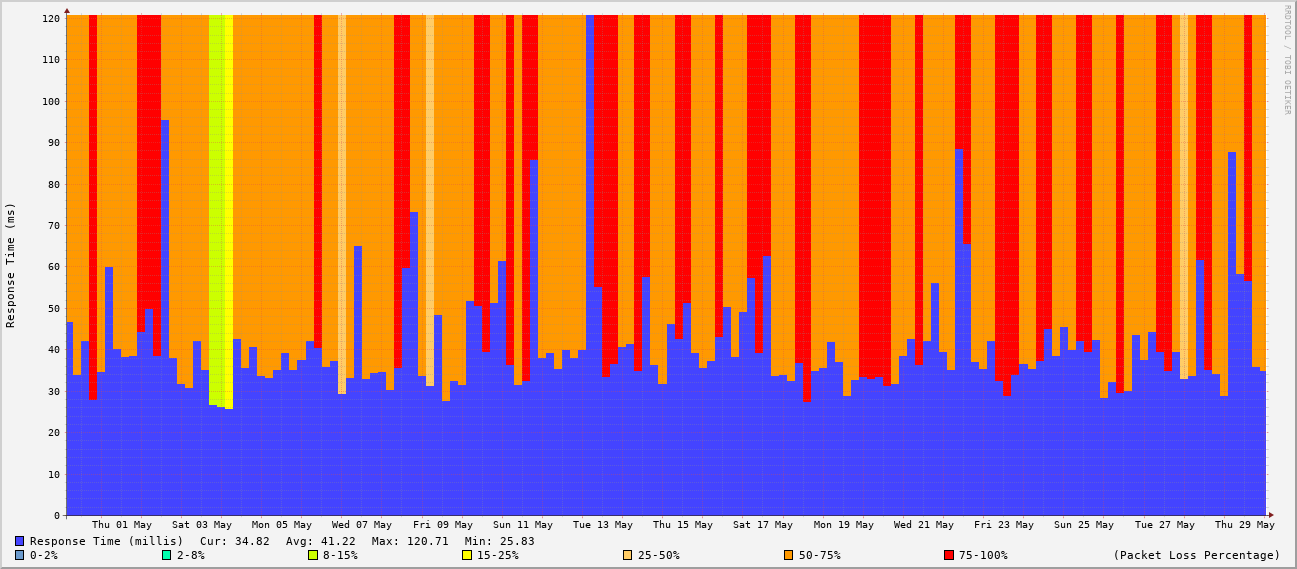 RRDTOOL / TOBI OETIKER
Response Time (ms)
120
110
100
90
80
70
60
50
40
30
20
10
0
Thu 01 May Sat 03 May Mon 05 May Wed 07 May Fri 09 May Sun 11 May Tue 13 May Thu 15 May Sat 17 May Mon 19 May Wed 21 May Fri 23 May Sun 25 May Tue 27 May Thu 29 May
Response Time (millis) Cur: 34.82 Avg: 41.22 Max: 120.71 Min: 25.83
0-2% 2-8% 8-15% 15-25% 25-50% 50-75% 75-100% (Packet Loss Percentage)